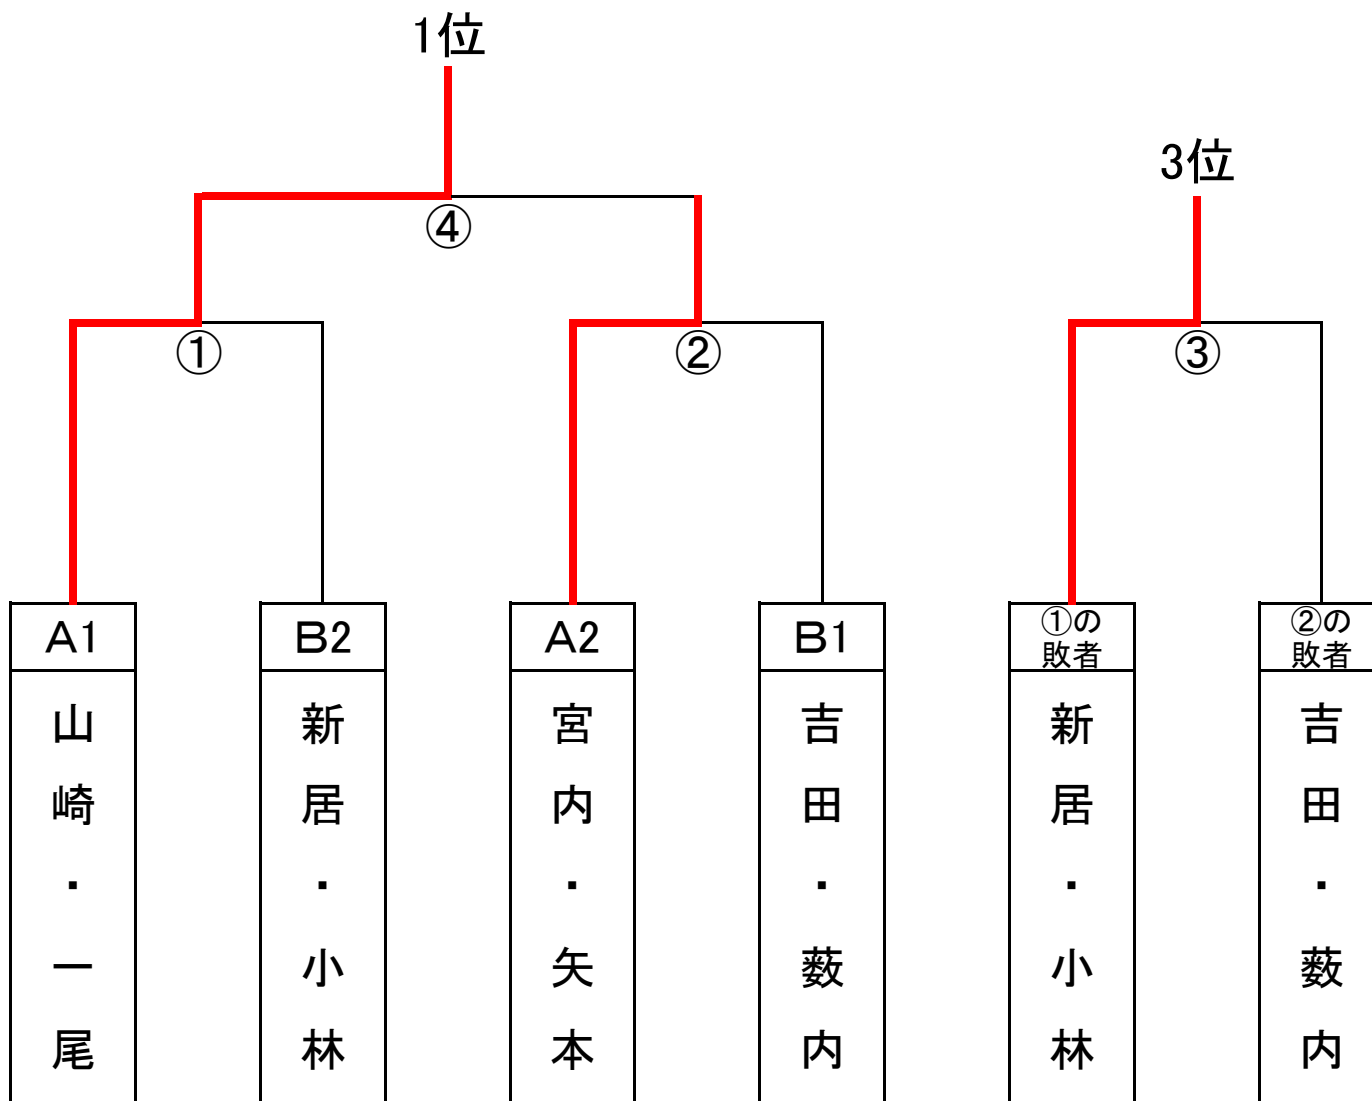 1位
3位
④
①
②
③
A1
B2
A2
B1
①の
敗者
②の
敗者
山崎・一尾
新居・小林
宮内・矢本
吉田・薮内
新居・小林
吉田・薮内